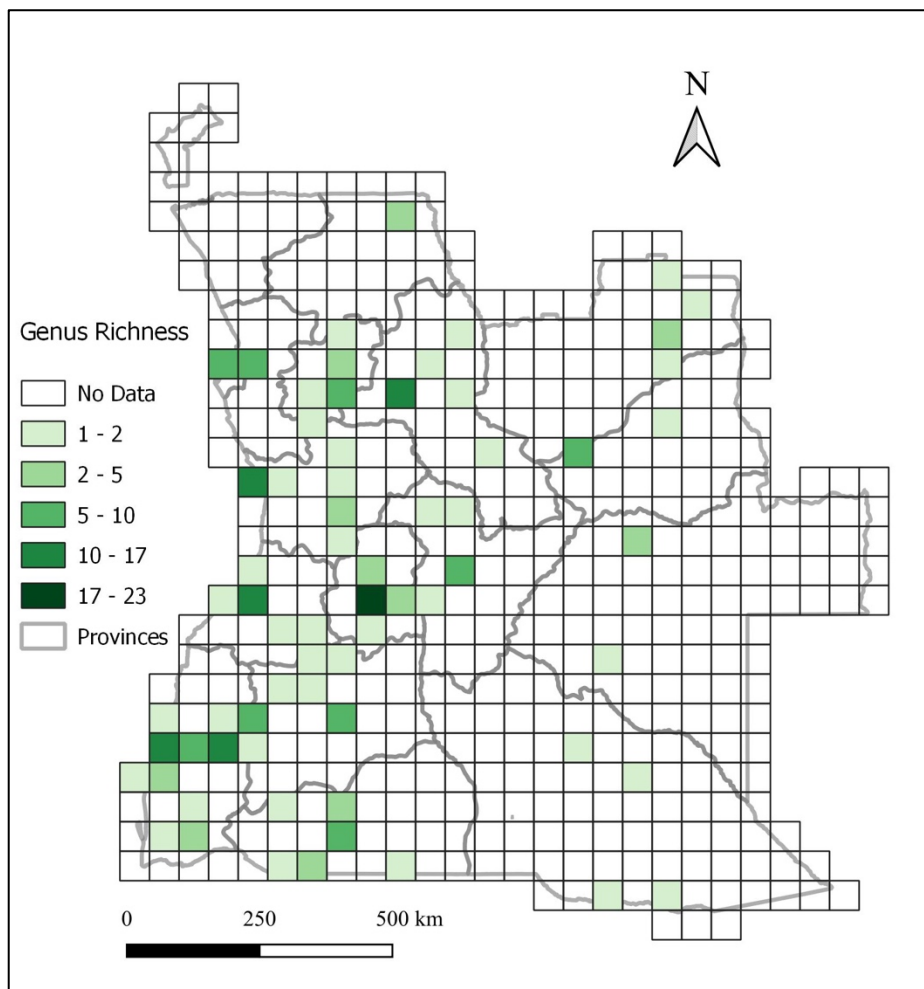 N
Genus Richness
No Data
1 - 2
2 - 5
5 - 10
10 - 17
17 - 23
Provinces
0 250 500 km